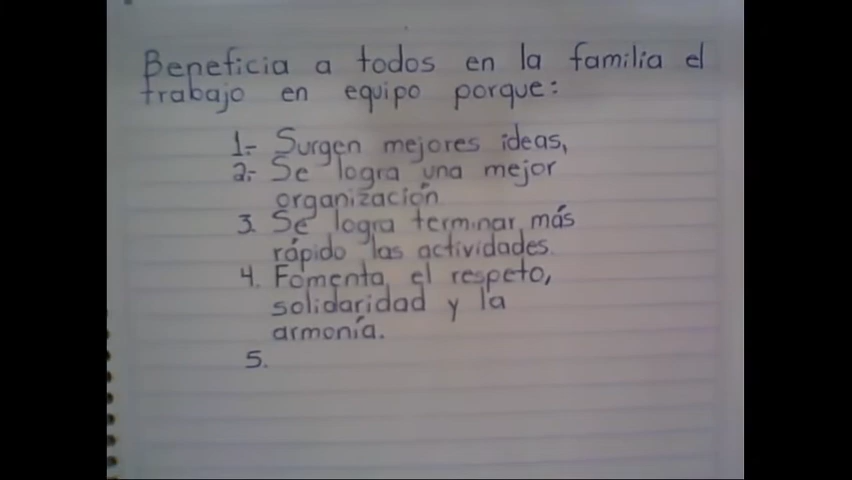 Beneficia a todos en la familia el
trabajo en equipo porque:
1.- Surgen mejores ideas,
2.- Se logra una mejor
organización
3. Se logra terminar más
rápido las actividades.
4. Fomenta el respeto,
solidaridad y la
armonía.
5.